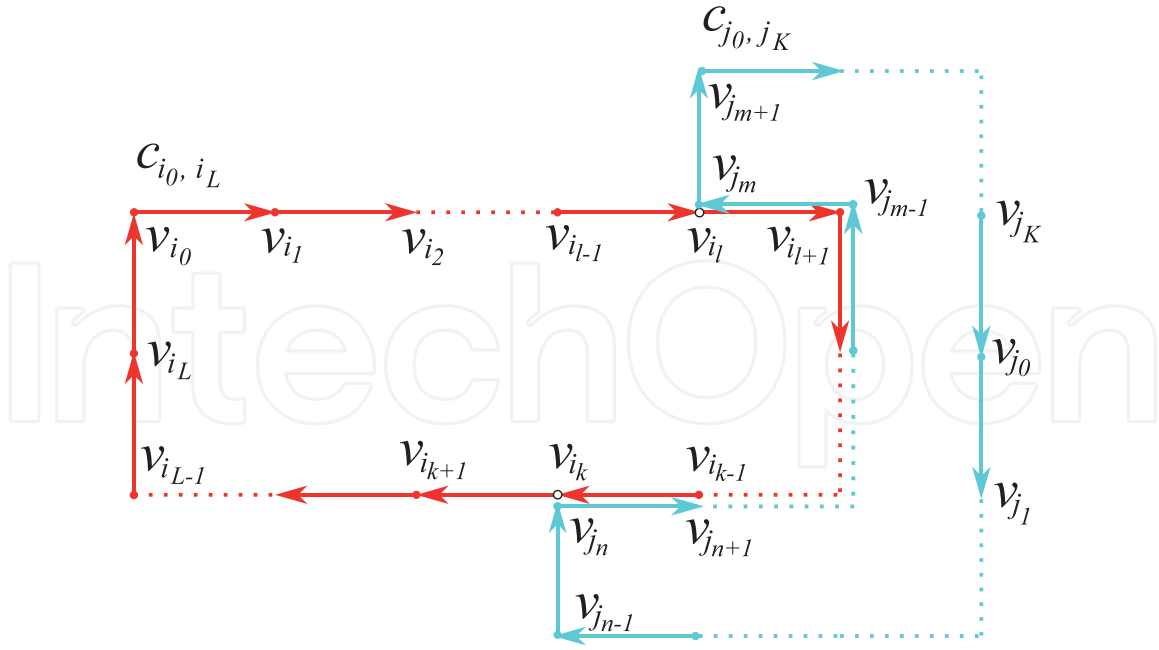 c_{j_0, j_K}
v_{j_{m+1}}
c_{i_0, i_L}
v_{j_m}
v_{j_{m-1}}
v_{i_0} v_{i_1} v_{i_2} v_{i_{l-1}} v_{i_l} v_{i_{l+1}} v_{j_K}
IntechOpen
v_{i_L} v_{j_0}
v_{i_{L-1}} v_{i_{k+1}} v_{i_k} v_{i_{k-1}} v_{j_1}
v_{j_n} v_{j_{n+1}}
v_{j_{n-1}}